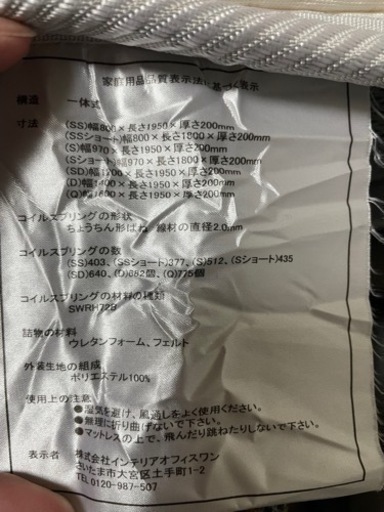 家庭用品品質表示法に基づく表示
構造 一体式
寸法
(SS)幅800×長さ1950×厚さ200mm
(SSショート)幅800×長さ1800×厚さ200mm
(S)幅970×長さ1950×厚さ200mm
(Sショート)幅970×長さ1800×厚さ200mm
(SD)幅1200×長さ1950×厚さ200mm
(D)幅1400×長さ1950×厚さ200mm
(Q)幅1600×長さ1950×厚さ200mm
コイルスプリングの形状
ちょうちん形ばね 線材の直径2.0mm
コイルスプリングの数
(SS)403、(SSショート)377、(S)512、(Sショート)435
(SD)640、(D)682個、(Q)775個
コイルスプリングの材料の種類
SWRH72B
詰物の材料
ウレタンフォーム、フェルト
外装生地の組成
ポリエステル100%
使用上の注意
●湿気を避け、風通しをよく使用ください。
●無理に折り曲げないで下さい。
●マットレスの上で、飛んだり跳ねたりしないで下さい。
表示者 株式会社インテリアオフィスワン
さいたま市大宮区土手町1-2
TEL 0120-987-507